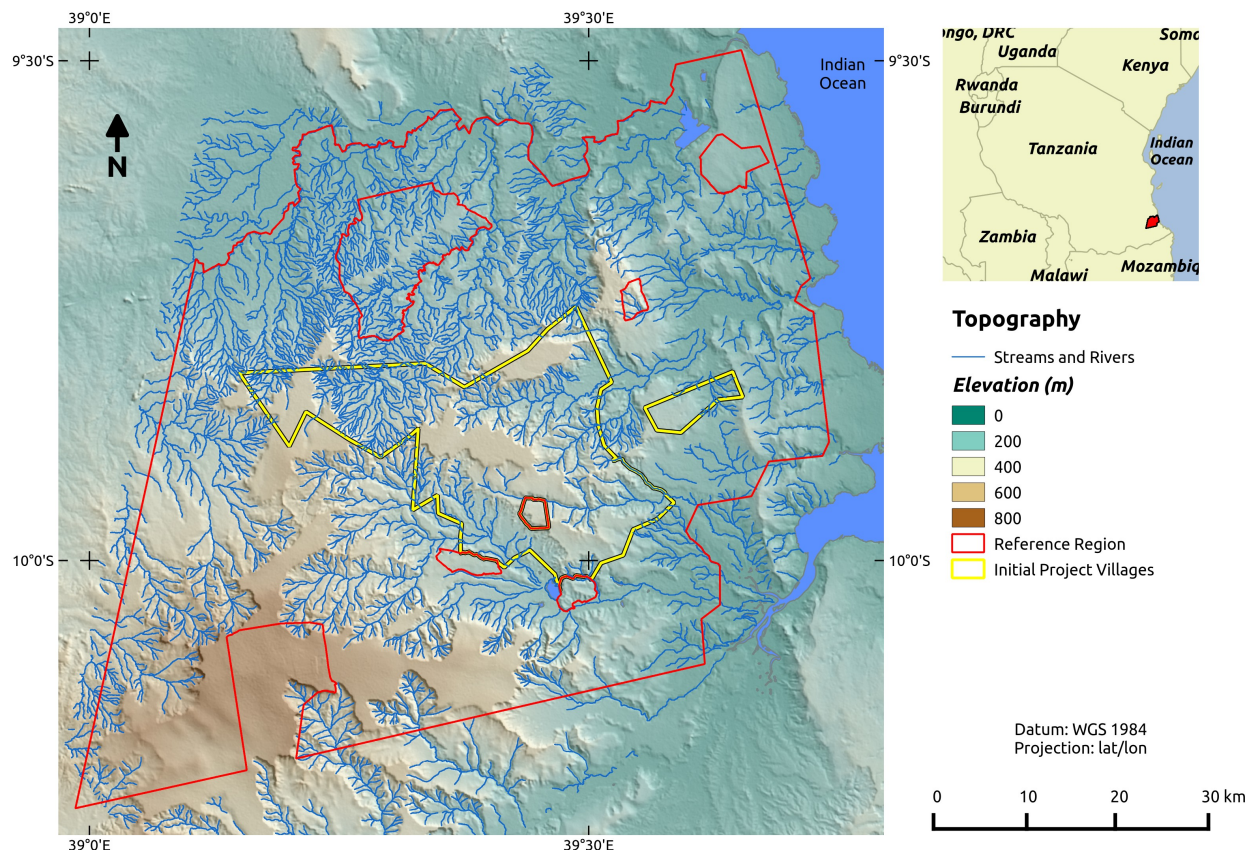 39°0'E
39°30'E
9°30'S
9°30'S
Indian
Ocean
N
10°0'S
10°0'S
39°0'E
39°30'E
ongo, DRC
Somo
Uganda
Kenya
Rwanda
Burundi
Indian
Ocean
Tanzania
Zambia
Malawi
Mozambiq
Topography
Streams and Rivers
Elevation (m)
0
200
400
600
800
Reference Region
Initial Project Villages
Datum: WGS 1984
Projection: lat/lon
0 10 20 30 km